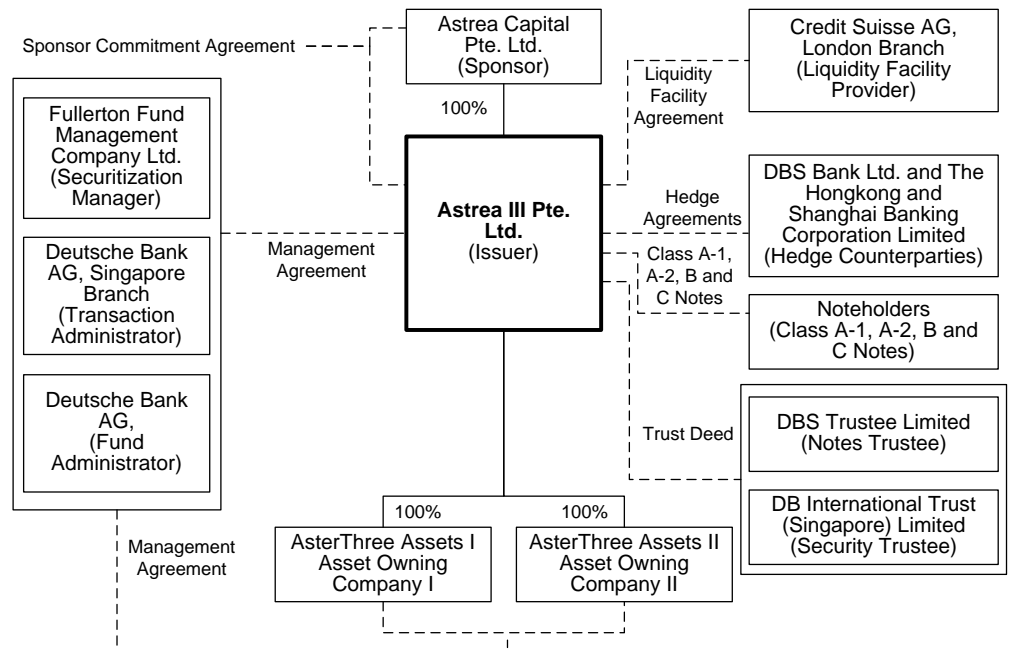 Sponsor Commitment Agreement
Astrea Capital
Pte. Ltd.
(Sponsor)
100%
Credit Suisse AG,
London Branch
(Liquidity Facility
Provider)
Liquidity
Facility
Agreement
Fullerton Fund
Management
Company Ltd.
(Securitization
Manager)
Deutsche Bank
AG, Singapore
Branch
(Transaction
Administrator)
Deutsche Bank
AG,
(Fund
Administrator)
Management
Agreement
Astrea III Pte.
Ltd.
(Issuer)
Hedge
Agreements
DBS Bank Ltd. and The
Hongkong and
Shanghai Banking
Corporation Limited
(Hedge Counterparties)
Class A-1,
A-2, B and
C Notes
Noteholders
(Class A-1, A-2, B and
C Notes)
Trust Deed
DBS Trustee Limited
(Notes Trustee)
DB International Trust
(Singapore) Limited
(Security Trustee)
100%
100%
AsterThree Assets I
Asset Owning
Company I
AsterThree Assets II
Asset Owning
Company II
Management
Agreement